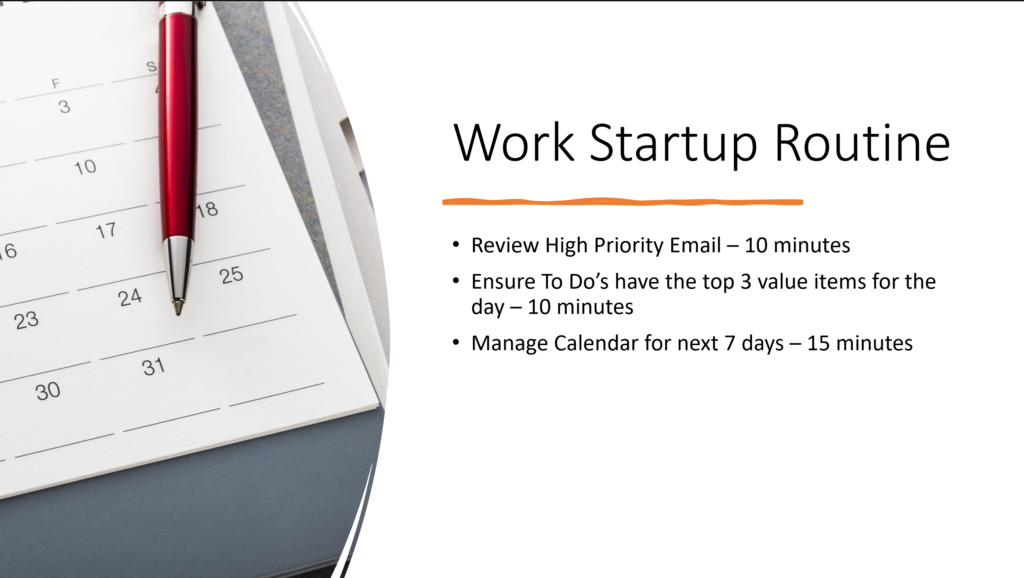 F
S
3
10
16
17
18
23
24
25
30
31
Work Startup Routine
• Review High Priority Email – 10 minutes
• Ensure To Do’s have the top 3 value items for the
day – 10 minutes
• Manage Calendar for next 7 days – 15 minutes